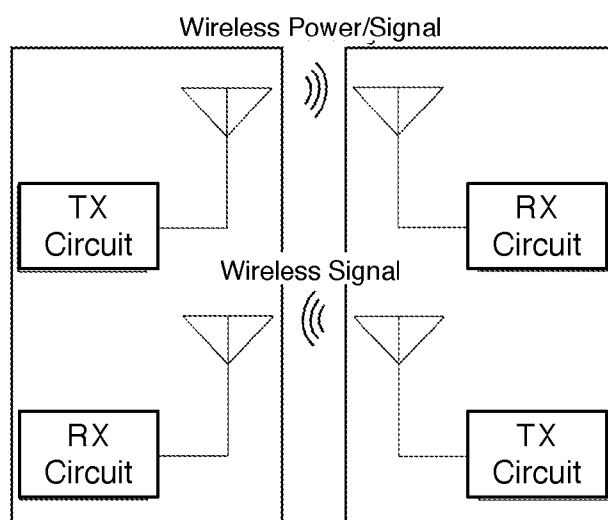 Wireless Power/Signal
TX
Circuit
RX
Circuit
Wireless Signal
RX
Circuit
TX
Circuit